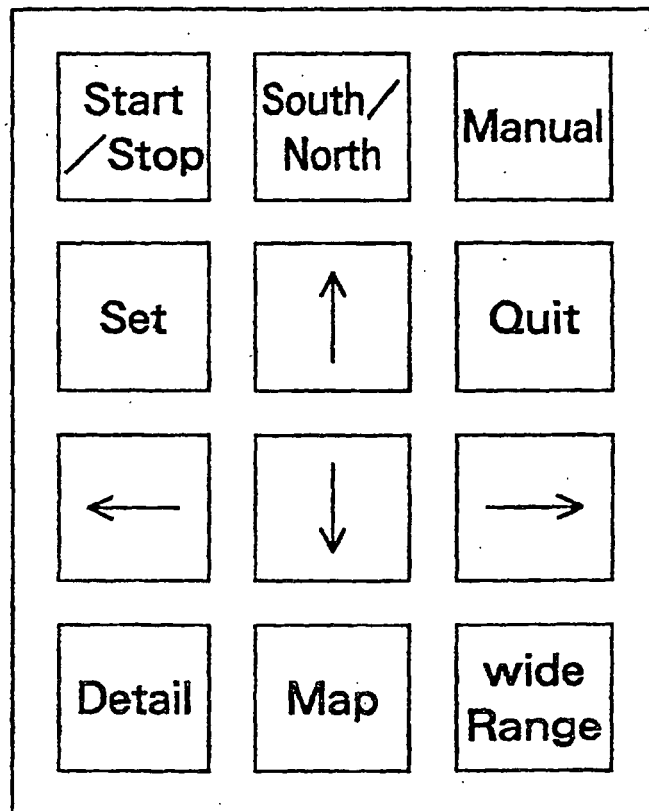 Start
/Stop
South/
North
Manual
Set
↑
Quit
←
↓
→
Detail
Map
wide
Range